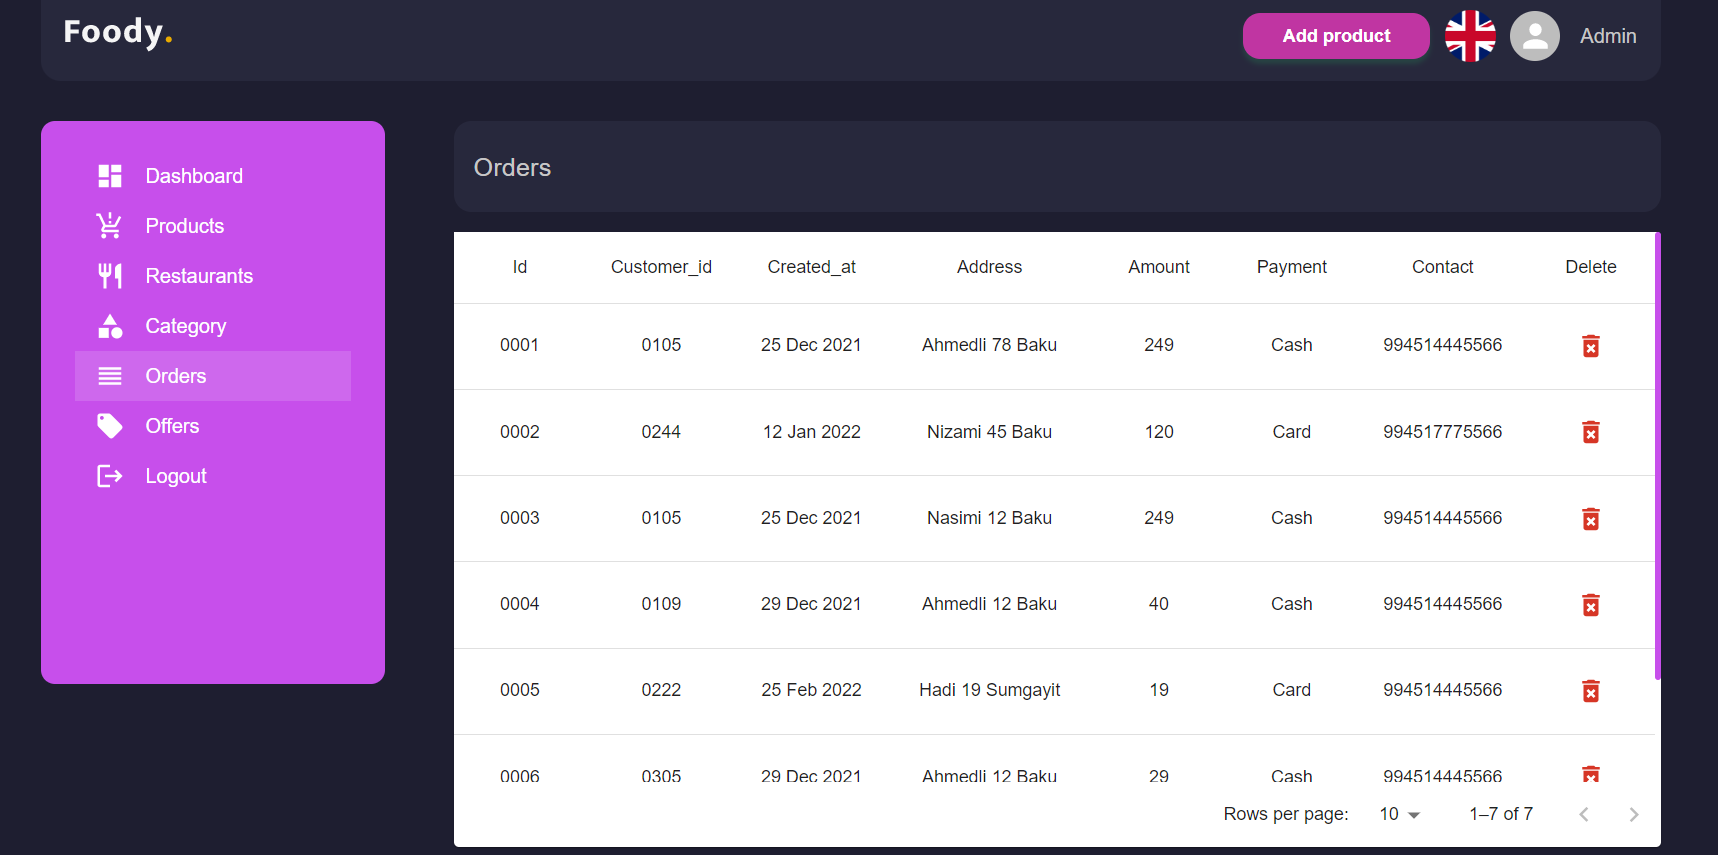 Foody.
Add product
Admin
Dashboard
Products
Restaurants
Category
Orders
Offers
Logout
Orders
Id Customer_id Created_at Address Amount Payment Contact Delete
0001 0105 25 Dec 2021 Ahmedli 78 Baku 249 Cash 994514445566
0002 0244 12 Jan 2022 Nizami 45 Baku 120 Card 994517775566
0003 0105 25 Dec 2021 Nasimi 12 Baku 249 Cash 994514445566
0004 0109 29 Dec 2021 Ahmedli 12 Baku 40 Cash 994514445566
0005 0222 25 Feb 2022 Hadi 19 Sumgayit 19 Card 994514445566
0006 0305 29 Dec 2021 Ahmedli 12 Baku 29 Cash 994514445566
Rows per page: 10 1–7 of 7